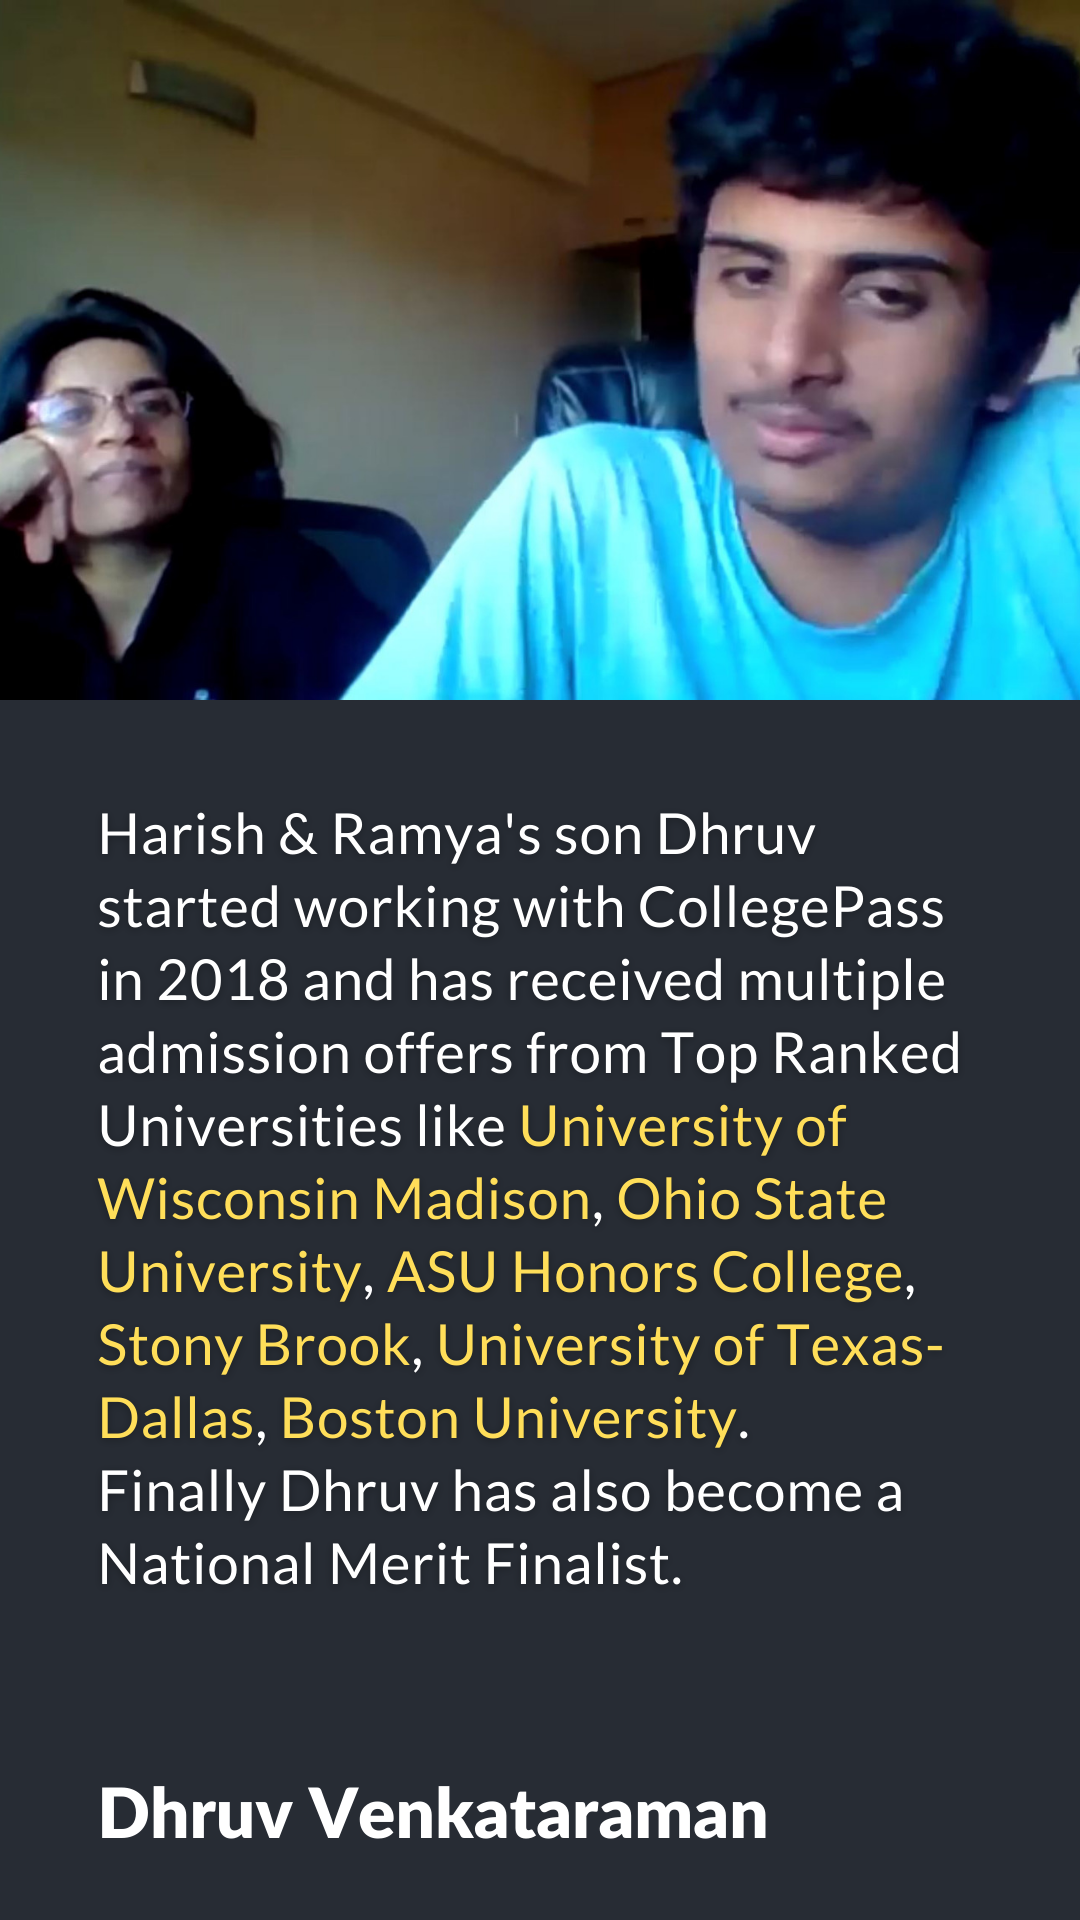 Harish & Ramya's son Dhruv
started working with CollegePass
in 2018 and has received multiple
admission offers from Top Ranked
Universities like University of
Wisconsin Madison, Ohio State
University, ASU Honors College,
Stony Brook, University of Texas-
Dallas, Boston University.
Finally Dhruv has also become a
National Merit Finalist.
Dhruv Venkataraman